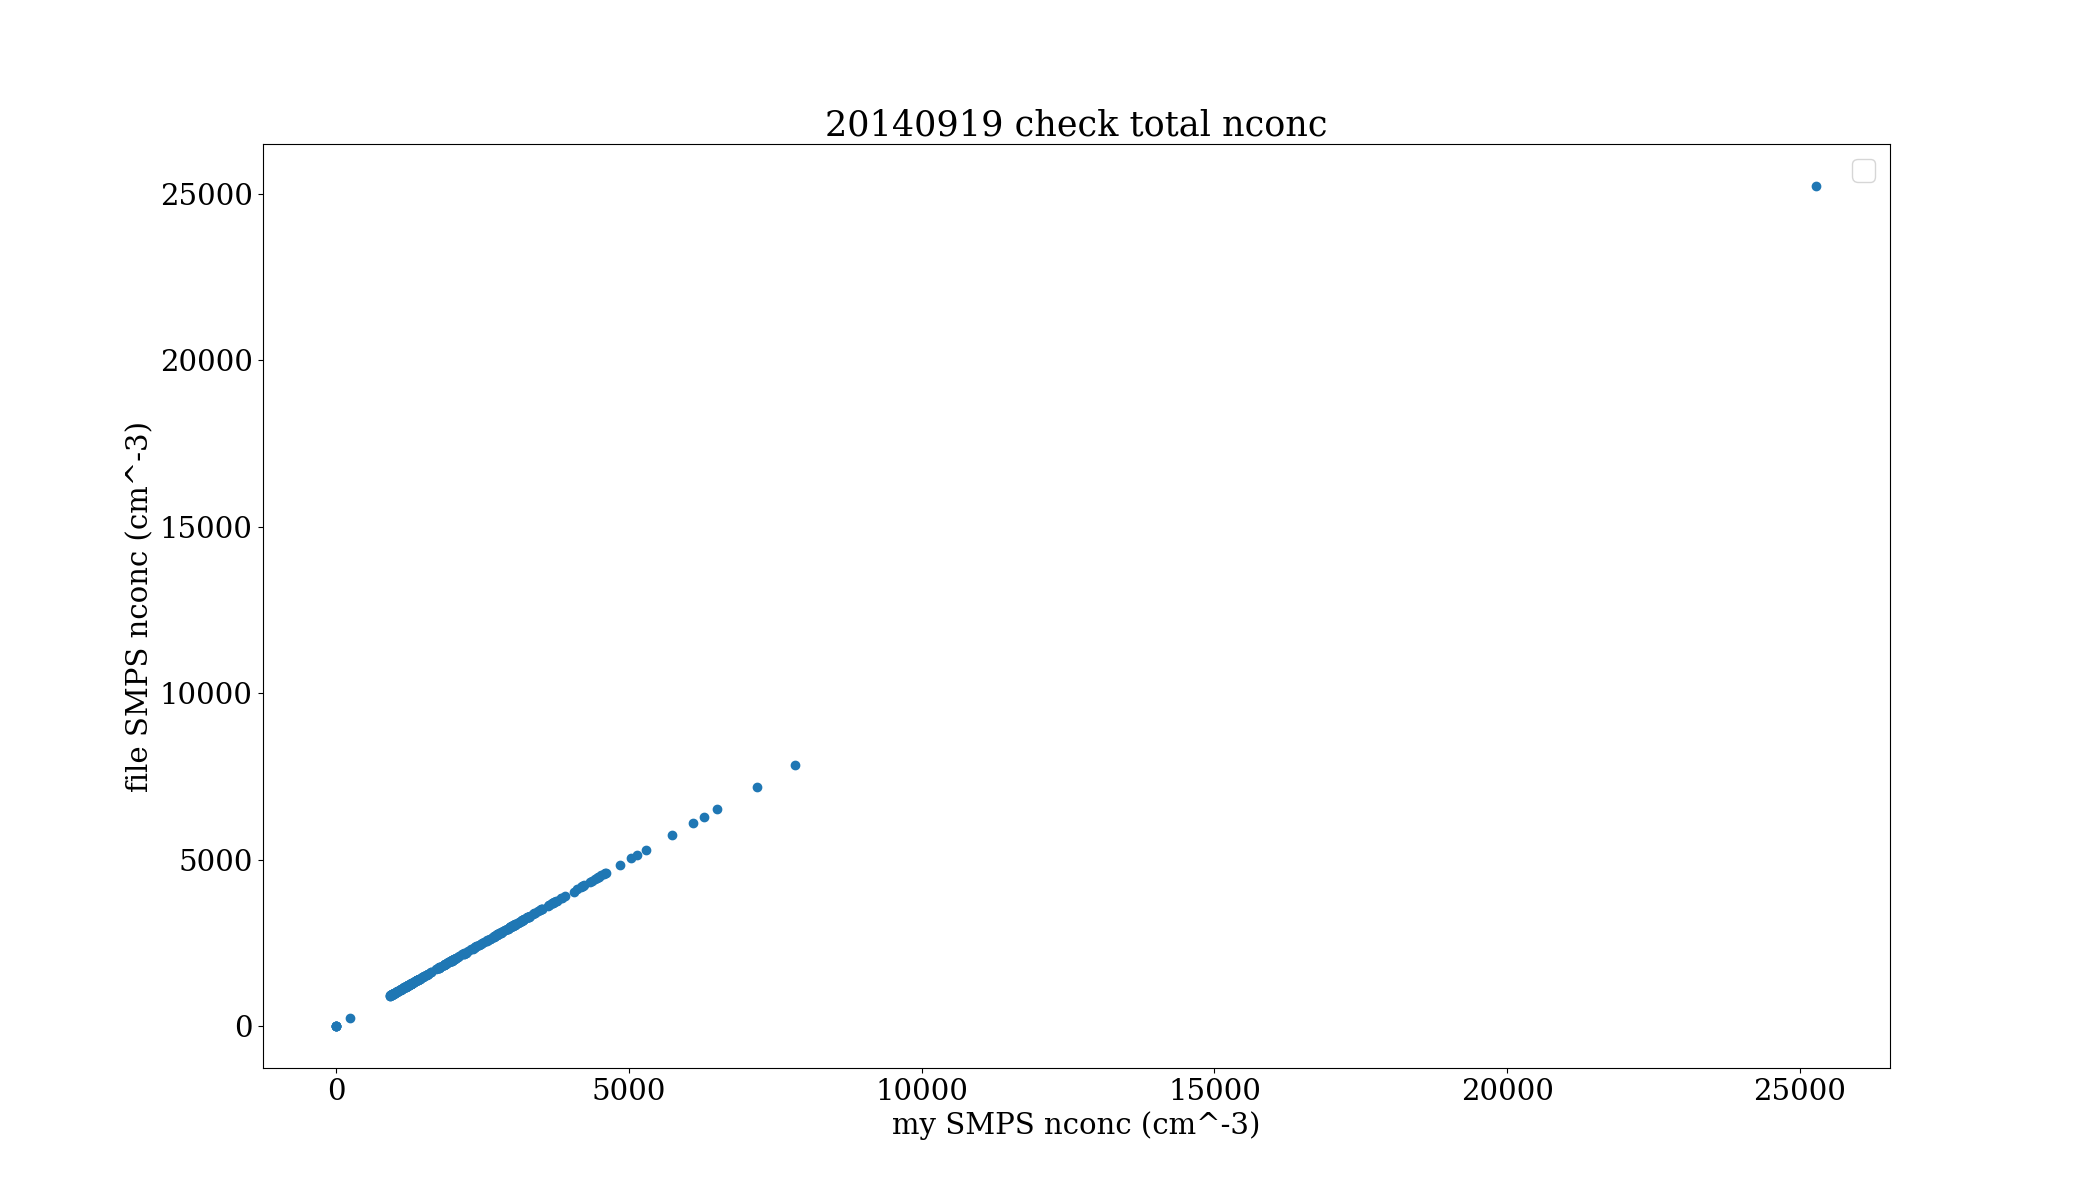 20140919 check total nconc
file SMPS nconc (cm^-3)
25000
20000
15000
10000
5000
0
0 5000 10000 15000 20000 25000
my SMPS nconc (cm^-3)